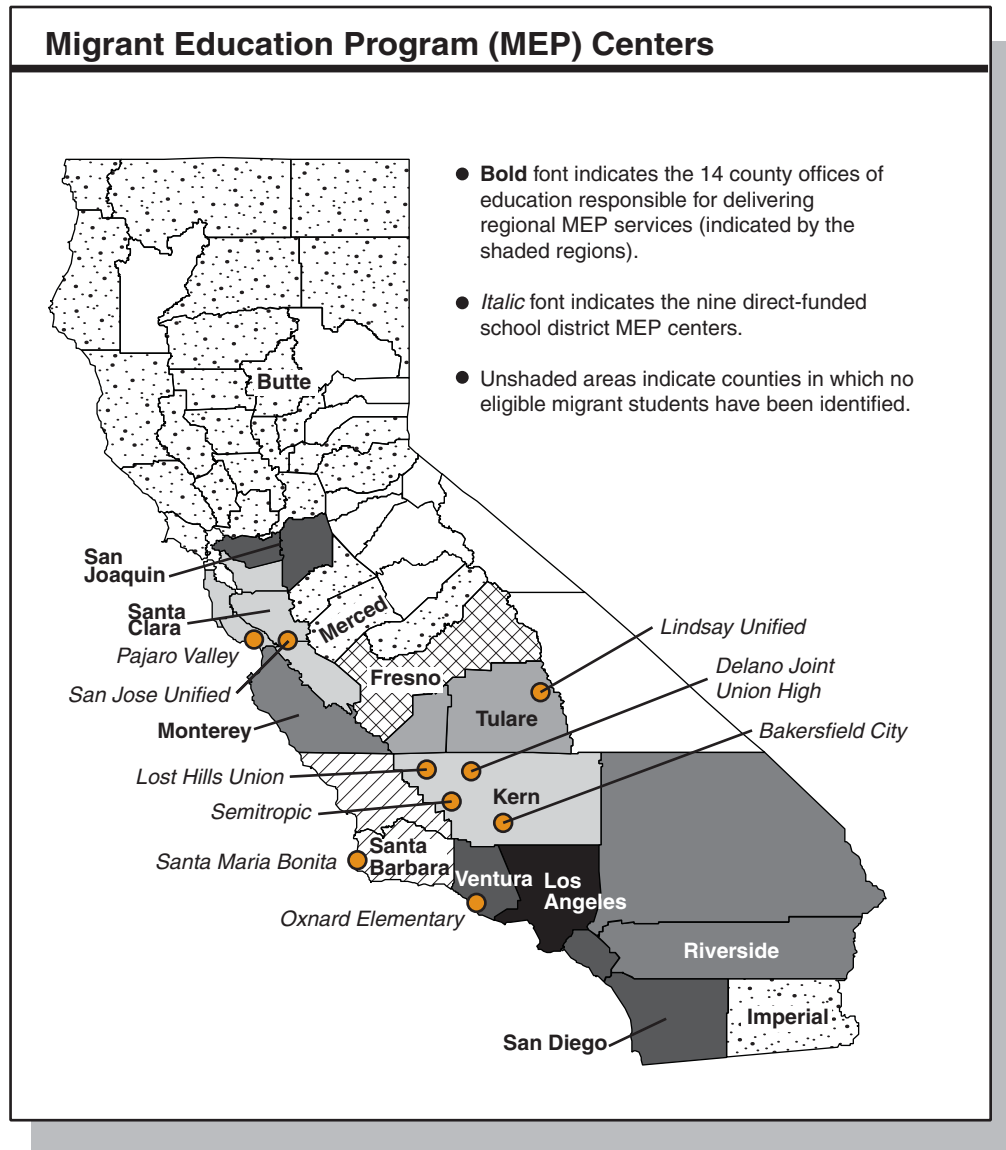 Migrant Education Program (MEP) Centers
● Bold font indicates the 14 county offices of
education responsible for delivering
regional MEP services (indicated by the
shaded regions).
● Italic font indicates the nine direct-funded
school district MEP centers.
● Unshaded areas indicate counties in which no
eligible migrant students have been identified.
Butte
San
Joaquin
Santa
Clara
Merced
Pajaro Valley
Lindsay Unified
Fresno
Delano Joint
Union High
San Jose Unified
Tulare
Monterey
Bakersfield City
Lost Hills Union
Kern
Semitropic
Santa
Barbara
Santa Maria Bonita
Ventura
Los
Angeles
Oxnard Elementary
Riverside
Imperial
San Diego